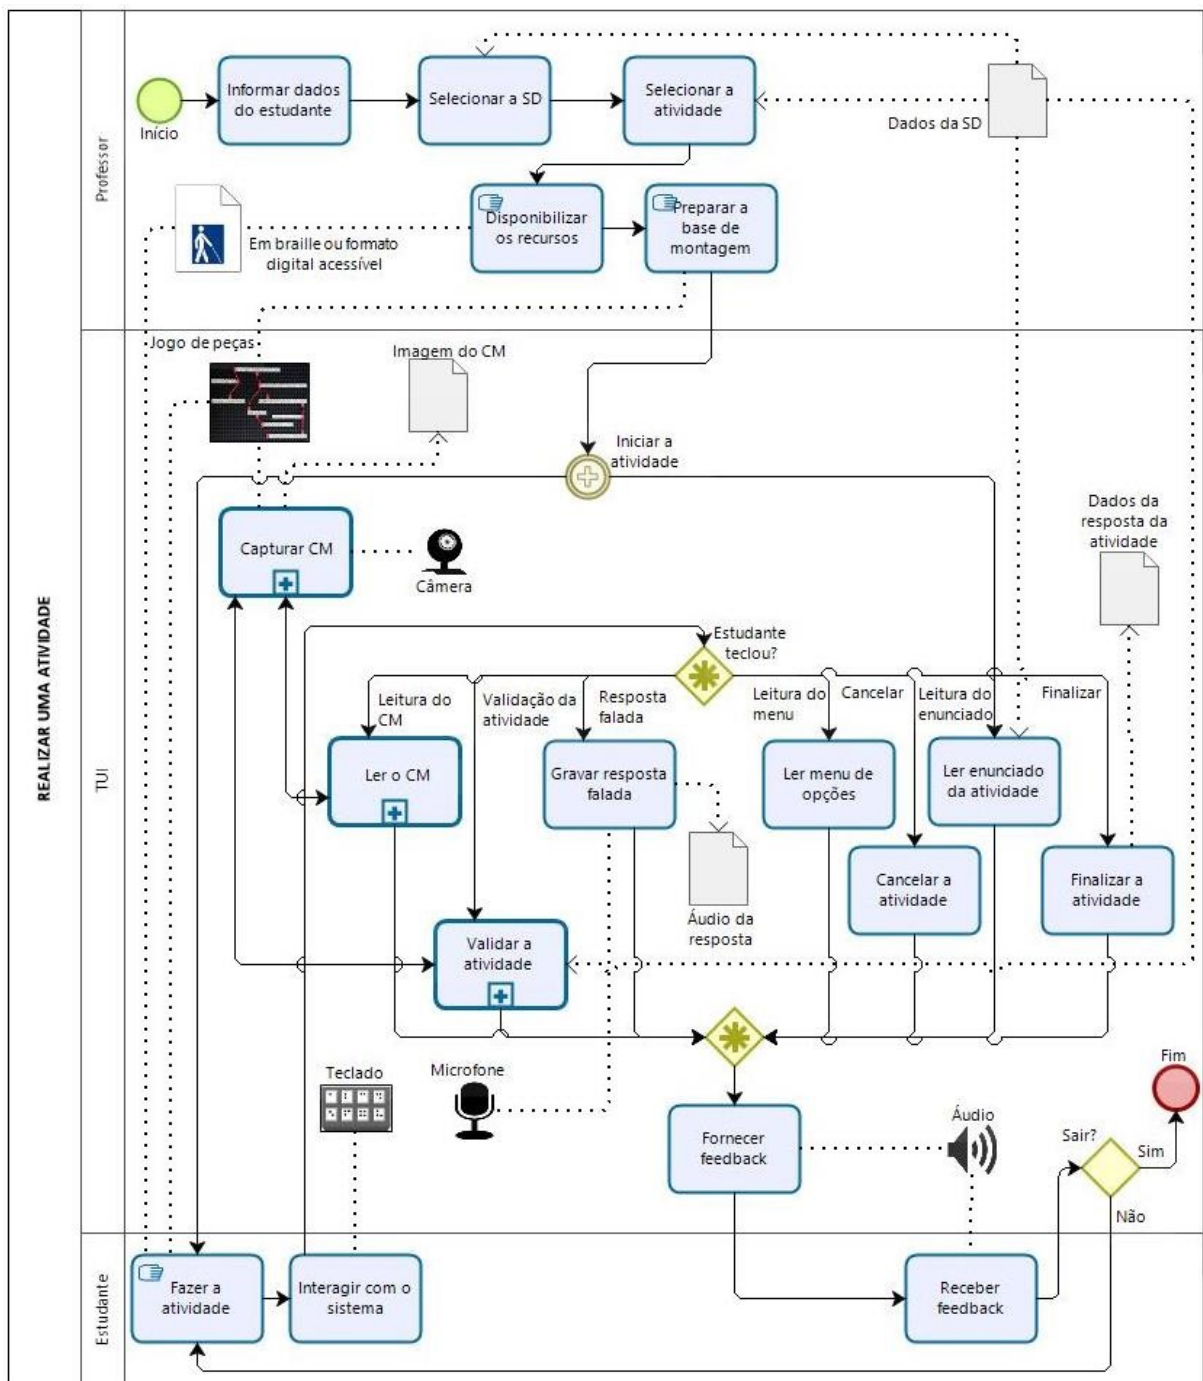 REALIZAR UMA ATIVIDADE
Professor
Início
Informar dados
do estudante
Selecionar a SD
Selecionar a
atividade
Dados da SD
Em braille ou formato
digital acessível
Disponibilizar
os recursos
Preparar a
base de
montagem
TUI
Jogo de peças
Imagem do CM
Iniciar a
atividade
Capturar CM
Câmera
Dados da
resposta da
atividade
Estudante
teclou?
Leitura do
CM
Validação da
atividade
Resposta
falada
Leitura do
menu
Cancelar
Leitura do
enunciado
Finalizar
Ler o CM
Gravar resposta
falada
Ler menu de
opções
Ler enunciado
da atividade
Cancelar a
atividade
Finalizar a
atividade
Áudio da
resposta
Validar a
atividade
Teclado
Microfone
Fornecer
feedback
Áudio
Sair?
Sim
Fim
Não
Estudante
Fazer a
atividade
Interagir com o
sistema
Receber
feedback